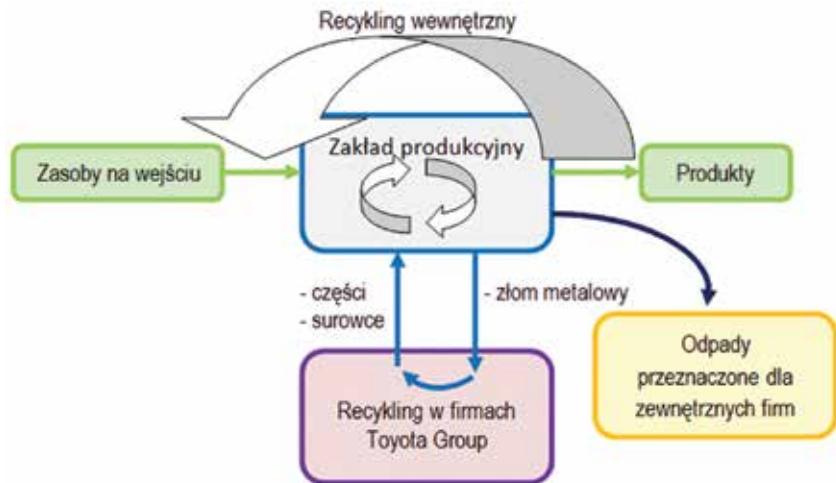 Recykling wewnętrzny
Zakład produkcyjny
Zasoby na wejściu
Produkty
- części
- surowce
- złom metalowy
Odpady
przeznaczone dla
zewnętrznych firm
Recykling w firmach
Toyota Group